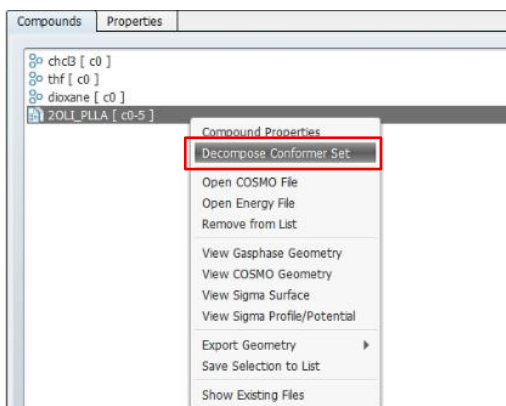 Compounds Properties
chcl3 [ c0 ]
thf [ c0 ]
dioxane [ c0 ]
2OLI_PLLA [ c0-5 ]
Compound Properties
Decompose Conformer Set
Open COSMO File
Open Energy File
Remove from List
View Gasphase Geometry
View COSMO Geometry
View Sigma Surface
View Sigma Profile/Potential
Export Geometry
Save Selection to List
Show Existing Files